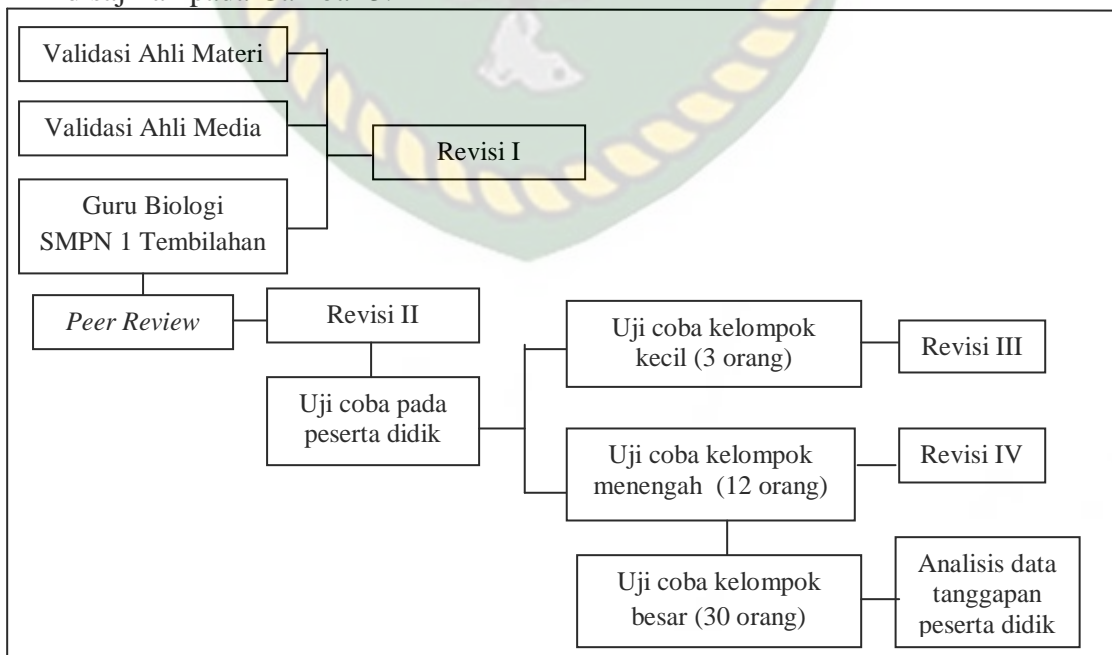 Validasi Ahli Materi
Validasi Ahli Media
Revisi I
Guru Biologi
SMPN 1 Tembilahan
Peer Review
Revisi II
Uji coba pada
peserta didik
Uji coba kelompok
kecil (3 orang)
Revisi III
Uji coba kelompok
menengah (12 orang)
Revisi IV
Uji coba kelompok
besar (30 orang)
Analisis data
tanggapan
peserta didik